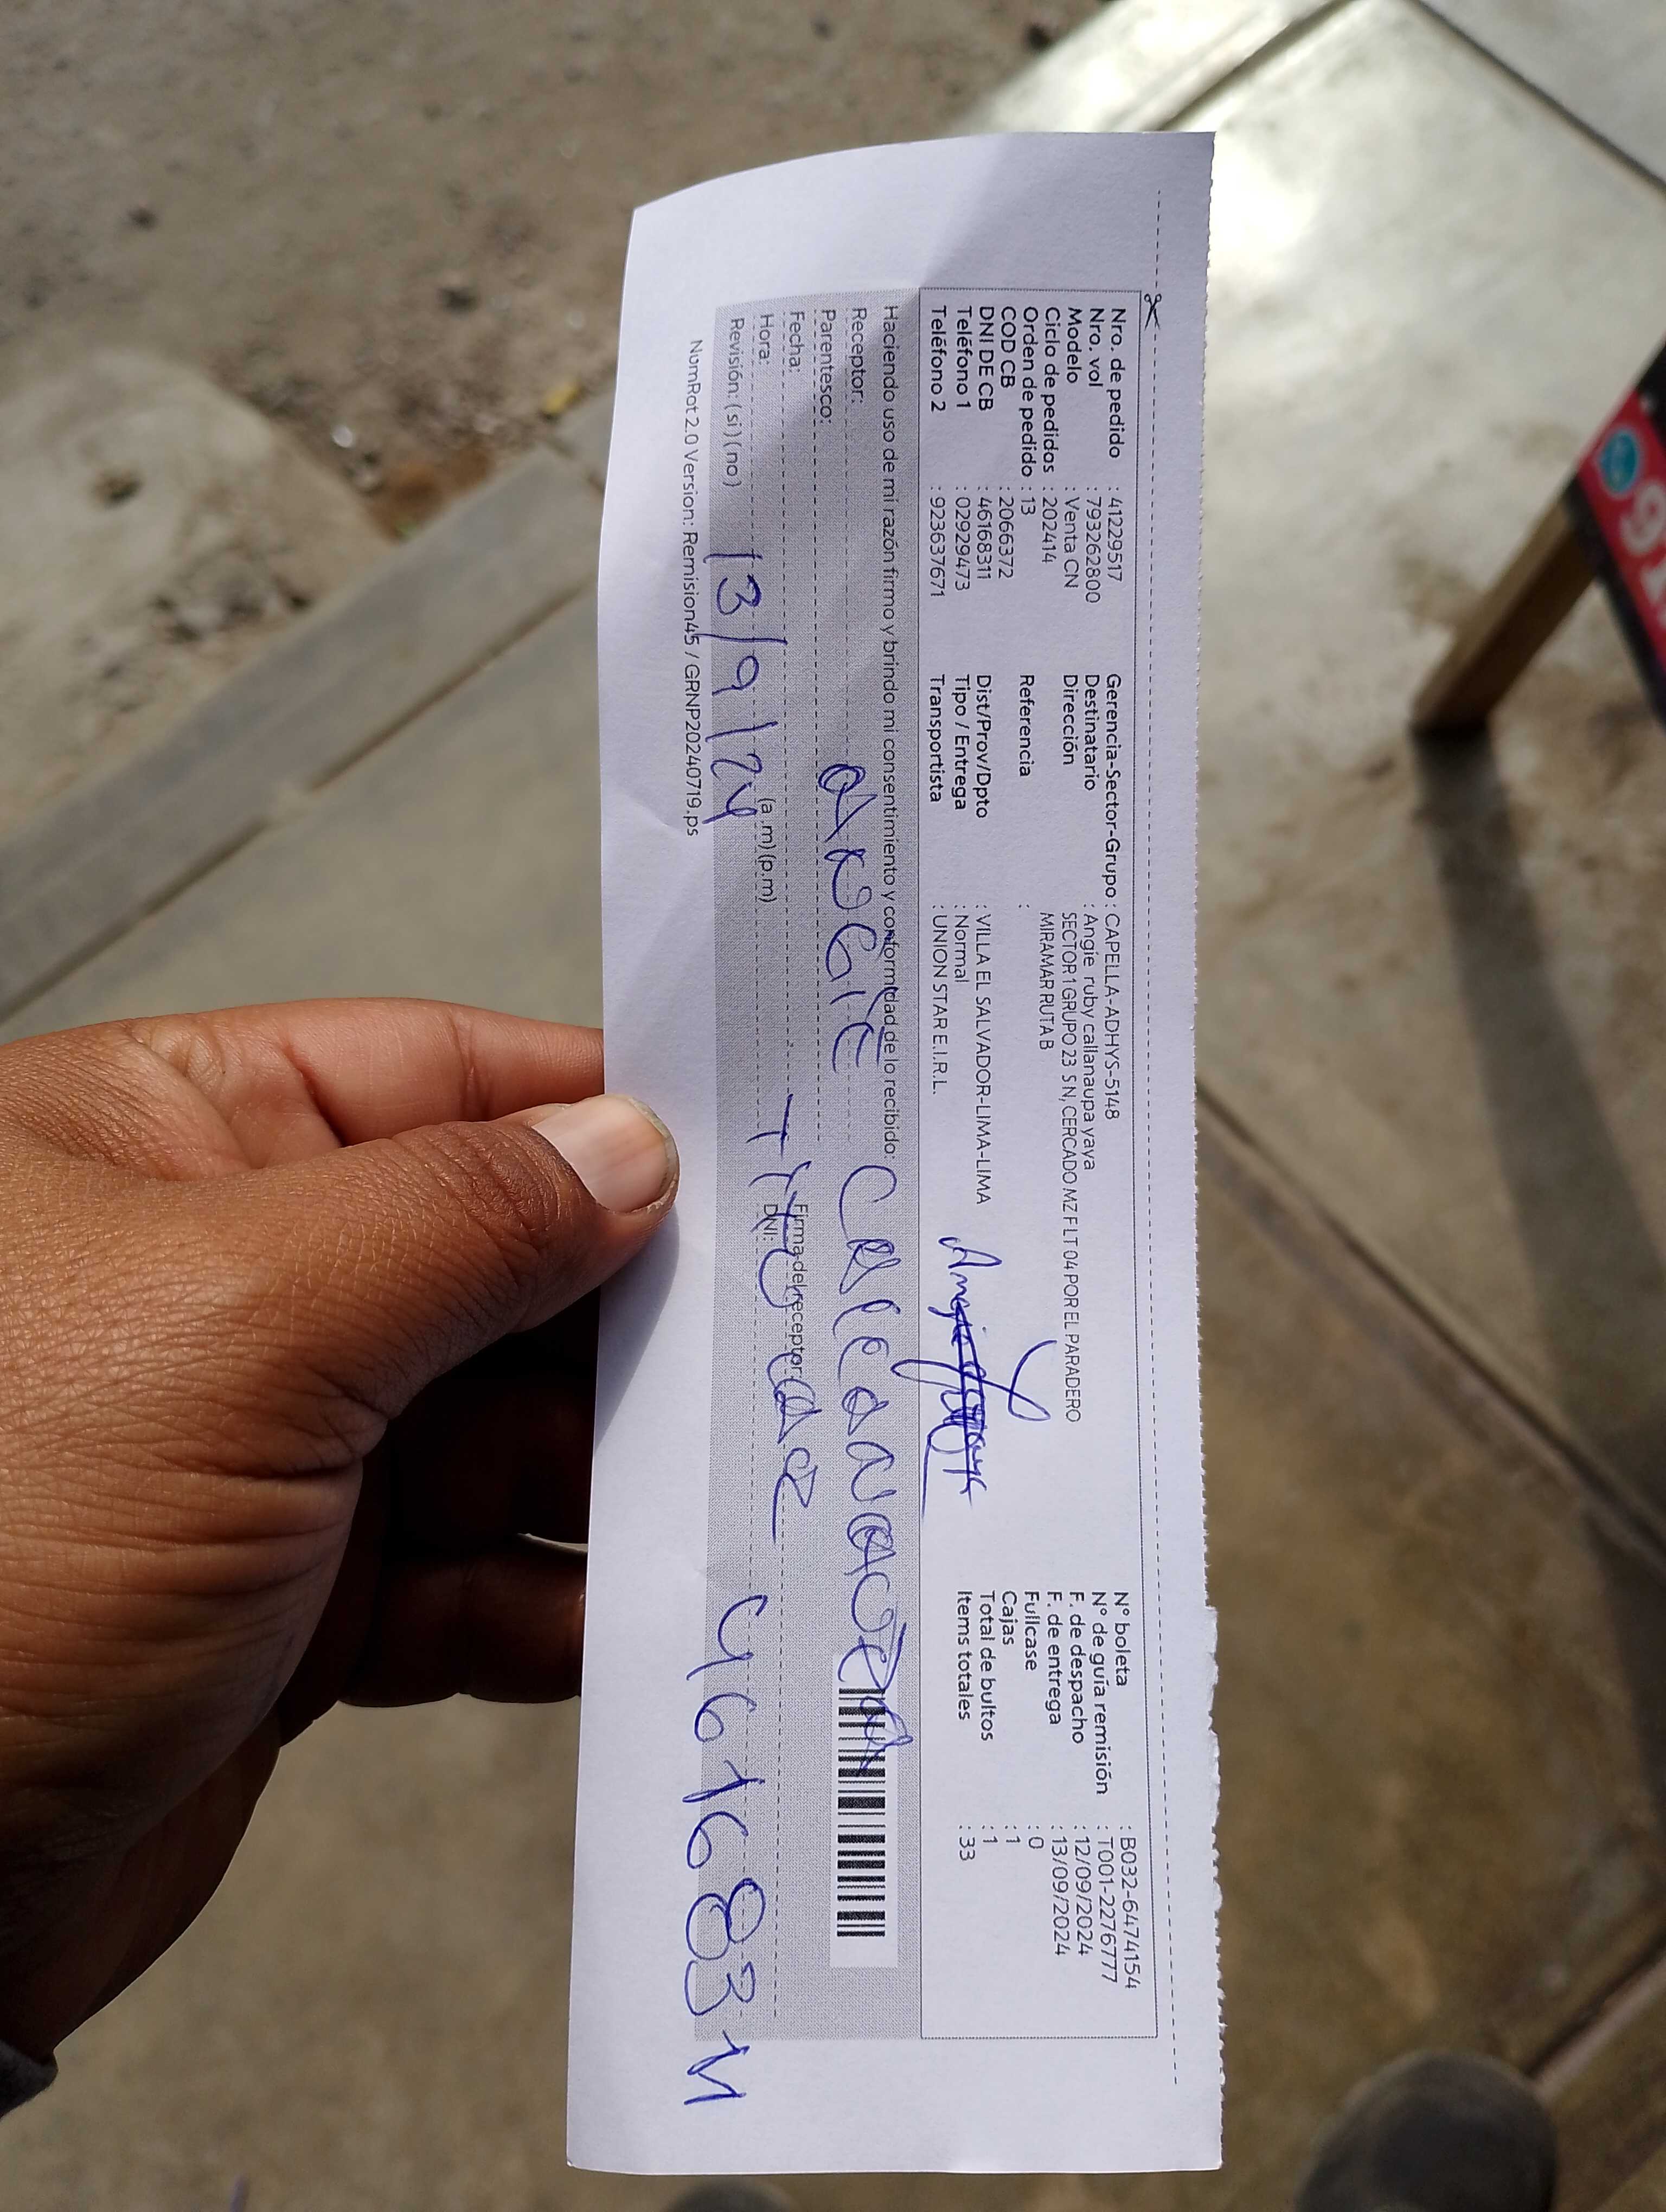 Nro. de pedido : 41229517
Nro. vol : 793262800
Modelo : Venta CN
Ciclo de pedidos : 202414
Orden de pedido : 13
COD CB : 2066372
DNI DE CB : 46168311
Teléfono 1 : 02929473
Teléfono 2 : 923637671
Gerencia-Sector-Grupo : CAPELLA-ADHYS-5148
Destinatario : Angie ruby callanaupa yaya
Dirección SECTOR 1 GRUPO 23 S N, CERCADO MZ F LT 04 POR EL PARADERO
MIRAMAR RUTA B
Referencia :
Dist/Prov/Dpto : VILLA EL SALVADOR-LIMA-LIMA
Tipo / Entrega : Normal
Transportista : UNION STAR E.I.R.L.
N° boleta : B032-6474154
N° de guía remisión : T001-2276777
F. de despacho : 12/09/2024
F. de entrega : 13/09/2024
Fullcase : 0
Cajas : 1
Total de bultos : 1
Items totales : 33
Haciendo uso de mi razón firmo y brindo mi consentimiento y conformidad de lo recibido:
Receptor:
Parentesco:
Fecha:
Hora: (a.m)(p.m)
Revisión: (si) (no)
Angie
13/9/24
Firma del receptor
DNI:
Titular
46168311
NumRot 2.0 Version: Remision45 / GRNP20240719.ps